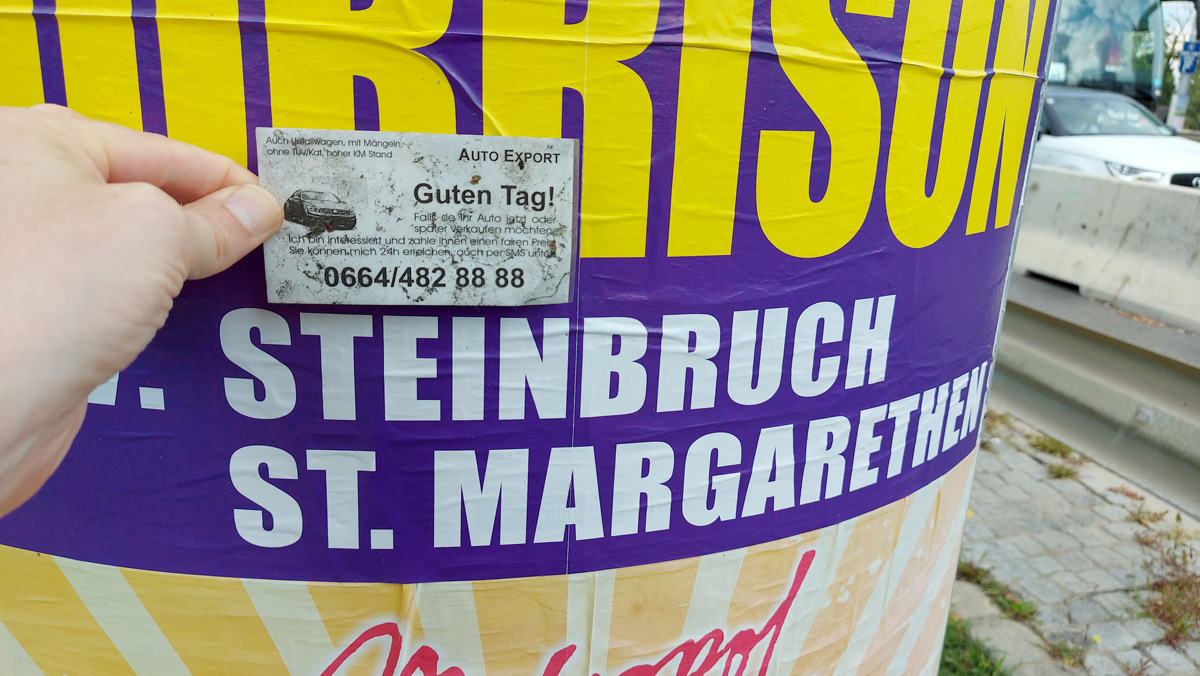 Auch Unfallwagen, mit Mängeln,
ohne TÜV/Kat, hoher KM Stand
AUTO EXPORT
Guten Tag!
Falls sie Ihr Auto jetzt oder
später verkaufen möchten.
Ich bin interessiert und zahle Ihnen einen fairen Preis
Sie können mich 24h erreichen, auch per SMS unter
0664/482 88 88
STEINBRUCH
ST. MARGARETHEN